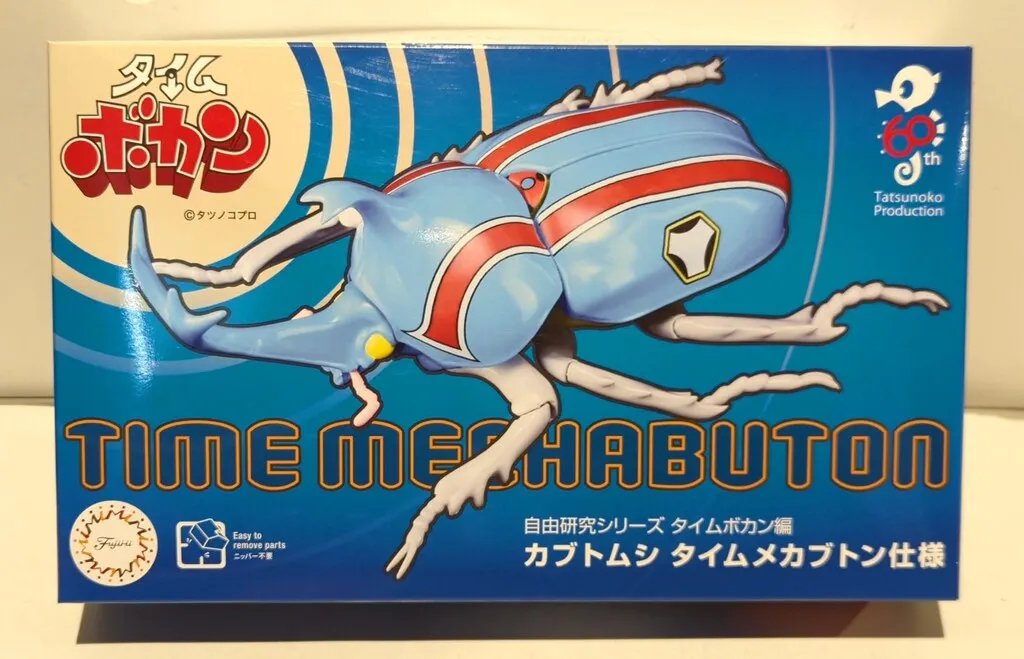 タイム
ボカン
©タツノコプロ
60th
Tatsunoko
Production
TIME MECHABUTON
Fujimi
Easy to
remove parts
ニッパー不要
自由研究シリーズ タイムボカン編
カブトムシ タイムメカブトン仕様